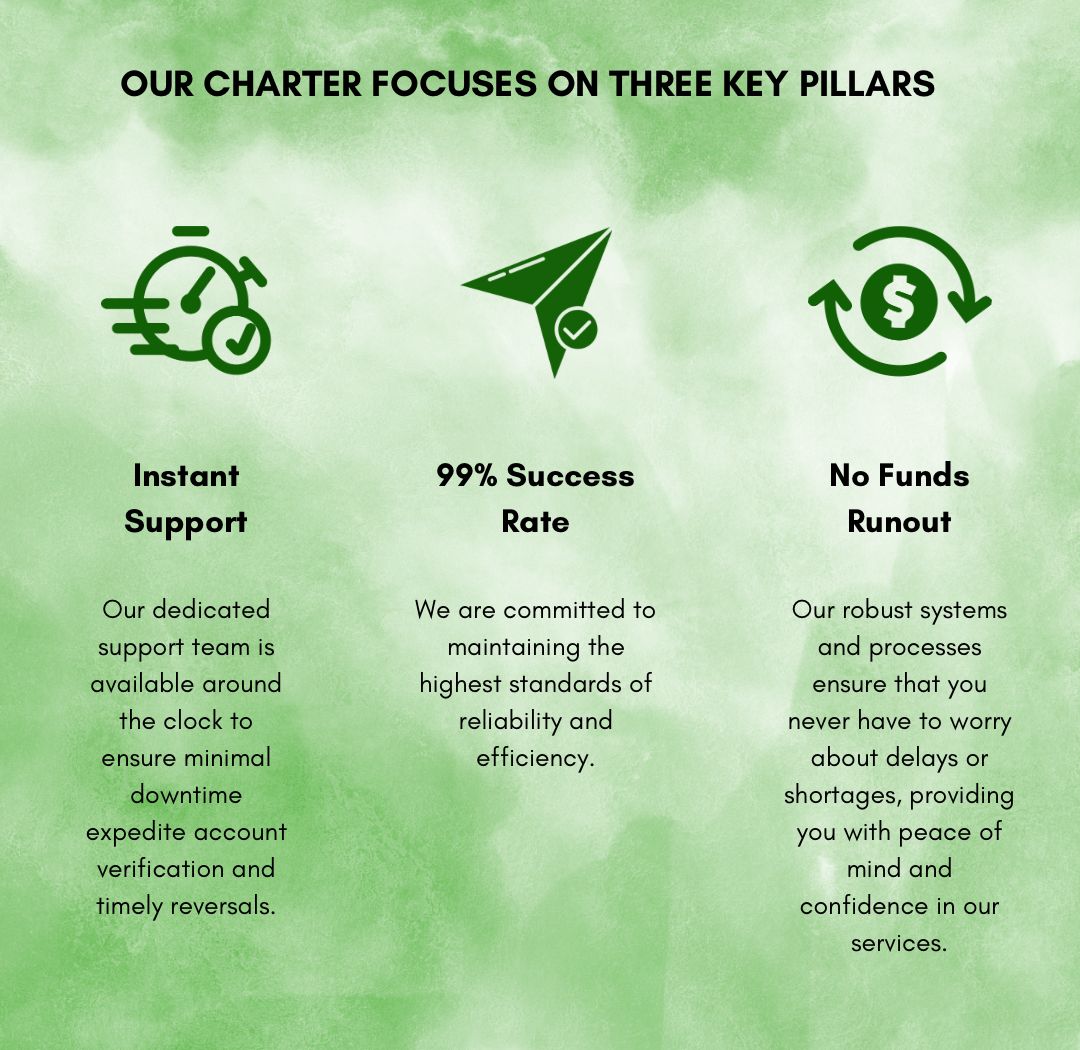 OUR CHARTER FOCUSES ON THREE KEY PILLARS
Instant
Support
Our dedicated
support team is
available around
the clock to
ensure minimal
downtime
expedite account
verification and
timely reversals.
99% Success
Rate
We are committed to
maintaining the
highest standards of
reliability and
efficiency.
No Funds
Runout
Our robust systems
and processes
ensure that you
never have to worry
about delays or
shortages, providing
you with peace of
mind and
confidence in our
services.